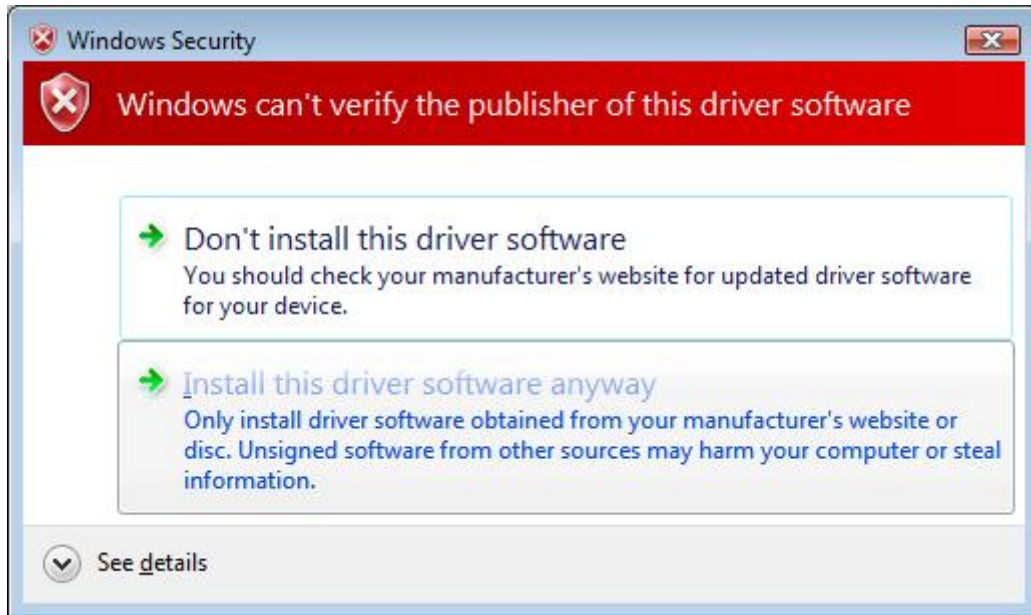 Windows Security
Windows can't verify the publisher of this driver software
Don't install this driver software
You should check your manufacturer's website for updated driver software
for your device.
Install this driver software anyway
Only install driver software obtained from your manufacturer's website or
disc. Unsigned software from other sources may harm your computer or steal
information.
See details